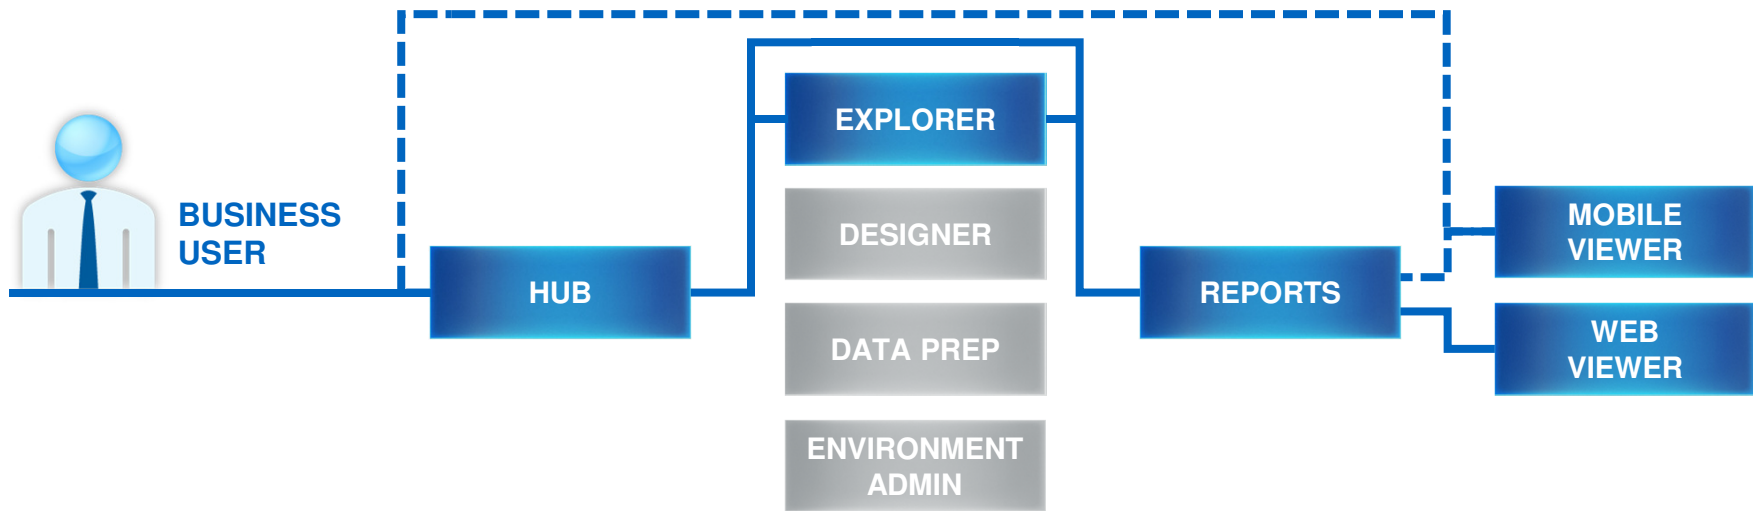 BUSINESS
USER
HUB
EXPLORER
DESIGNER
DATA PREP
ENVIRONMENT
ADMIN
REPORTS
MOBILE
VIEWER
WEB
VIEWER